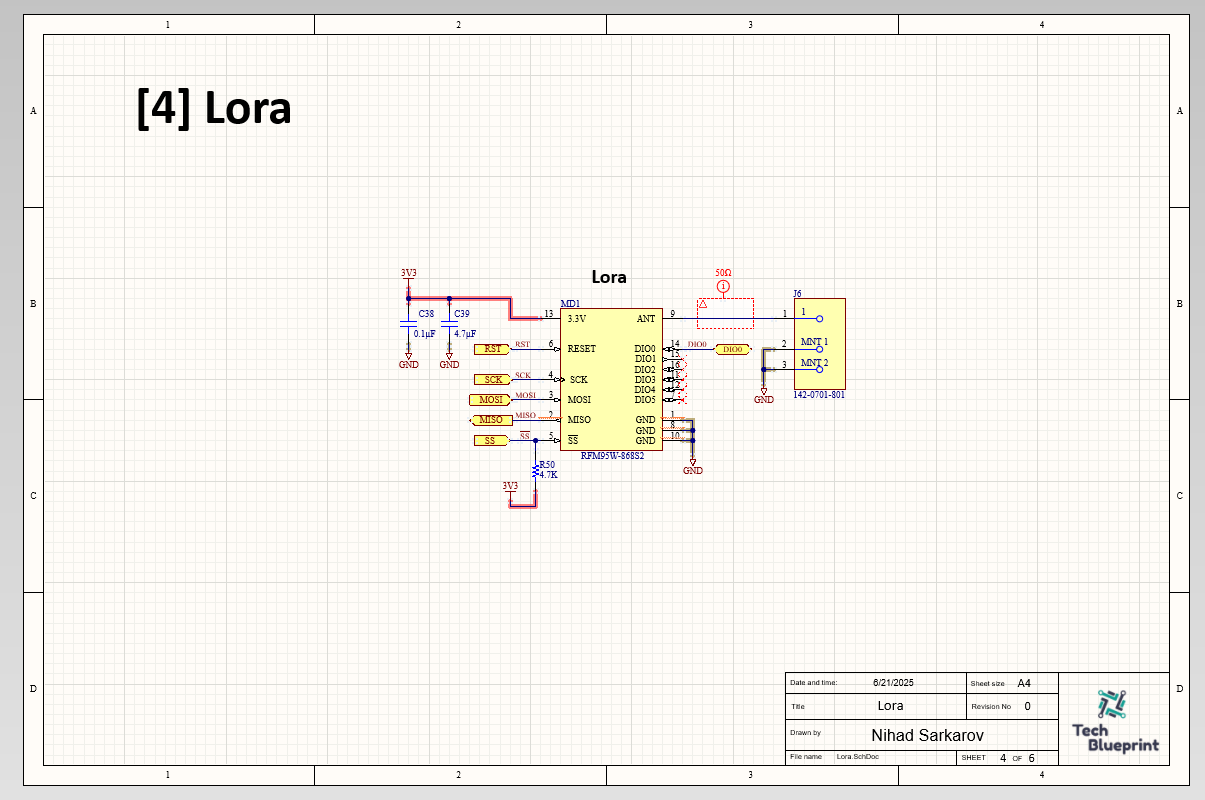 1 2 3 4
A A
[4] Lora
B B
3V3
Lora
50Ω
i
J6
MD1
C38 C39
0.1µF 4.7µF
13 3.3V ANT 9
1 1
GND GND
RST RST 6 RESET
DIO0 14 DIO0 DIO0
DIO1 15
DIO2 16
DIO3 11
DIO4 12
DIO5
2 MNT 1
3 MNT 2
SCK SCK 4 SCK
MOSI MOSI 3 MOSI
GND
142-0701-801
MISO MISO 2 MISO
GND 1
GND 8
GND 10
SS SS 5 SS
RFM95W-868S2
R50
4.7K
GND
3V3
C C
D D
Date and time: 6/21/2025 Sheet size A4
Title Lora Revision No 0
Drawn by Nihad Sarkarov
File name Lora.SchDoc SHEET 4 OF 6
Tech
Blueprint
1 2 3 4